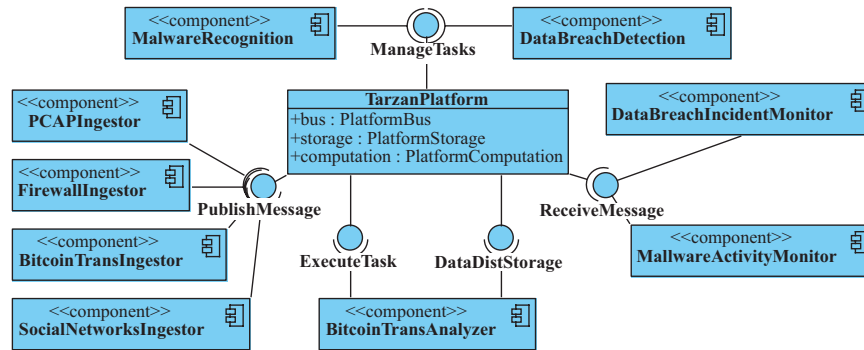 <<component>>
MalwareRecognition
ManageTasks
<<component>>
DataBreachDetection
<<component>>
PCAPIngestor
<<component>>
FirewallIngestor
<<component>>
BitcoinTransIngestor
<<component>>
SocialNetworksIngestor
PublishMessage
TarzanPlatform
+bus : PlatformBus
+storage : PlatformStorage
+computation : PlatformComputation
ExecuteTask
DataDistStorage
<<component>>
BitcoinTransAnalyzer
<<component>>
DataBreachIncidentMonitor
ReceiveMessage
<<component>>
MallwareActivityMonitor